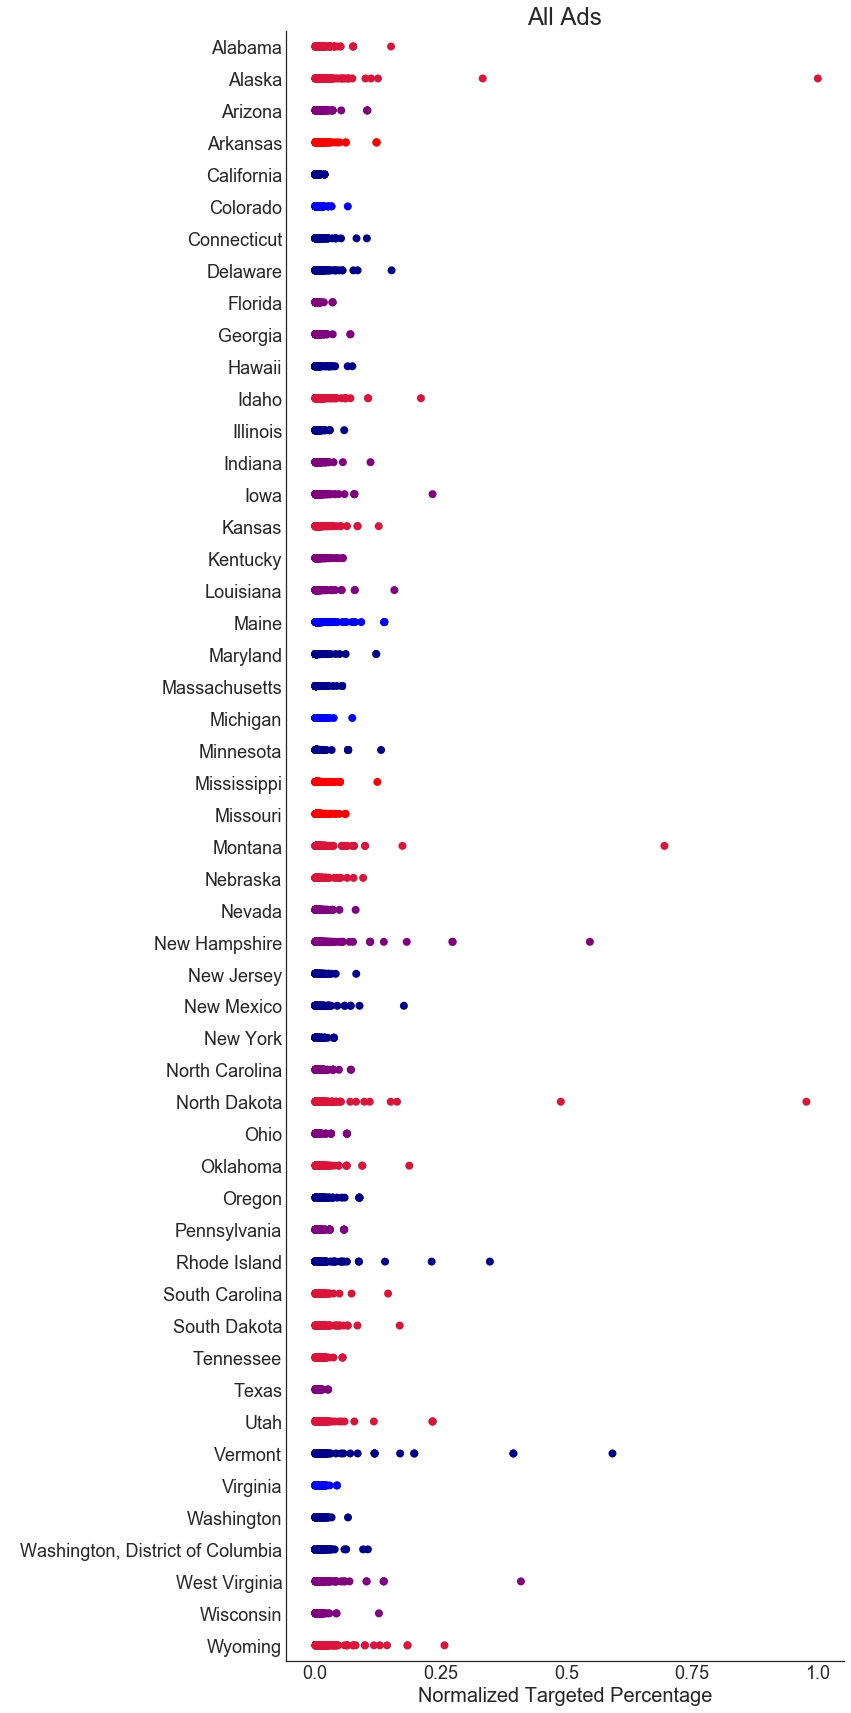 All Ads
Alabama
Alaska
Arizona
Arkansas
California
Colorado
Connecticut
Delaware
Florida
Georgia
Hawaii
Idaho
Illinois
Indiana
Iowa
Kansas
Kentucky
Louisiana
Maine
Maryland
Massachusetts
Michigan
Minnesota
Mississippi
Missouri
Montana
Nebraska
Nevada
New Hampshire
New Jersey
New Mexico
New York
North Carolina
North Dakota
Ohio
Oklahoma
Oregon
Pennsylvania
Rhode Island
South Carolina
South Dakota
Tennessee
Texas
Utah
Vermont
Virginia
Washington
Washington, District of Columbia
West Virginia
Wisconsin
Wyoming
0.0 0.25 0.5 0.75 1.0
Normalized Targeted Percentage